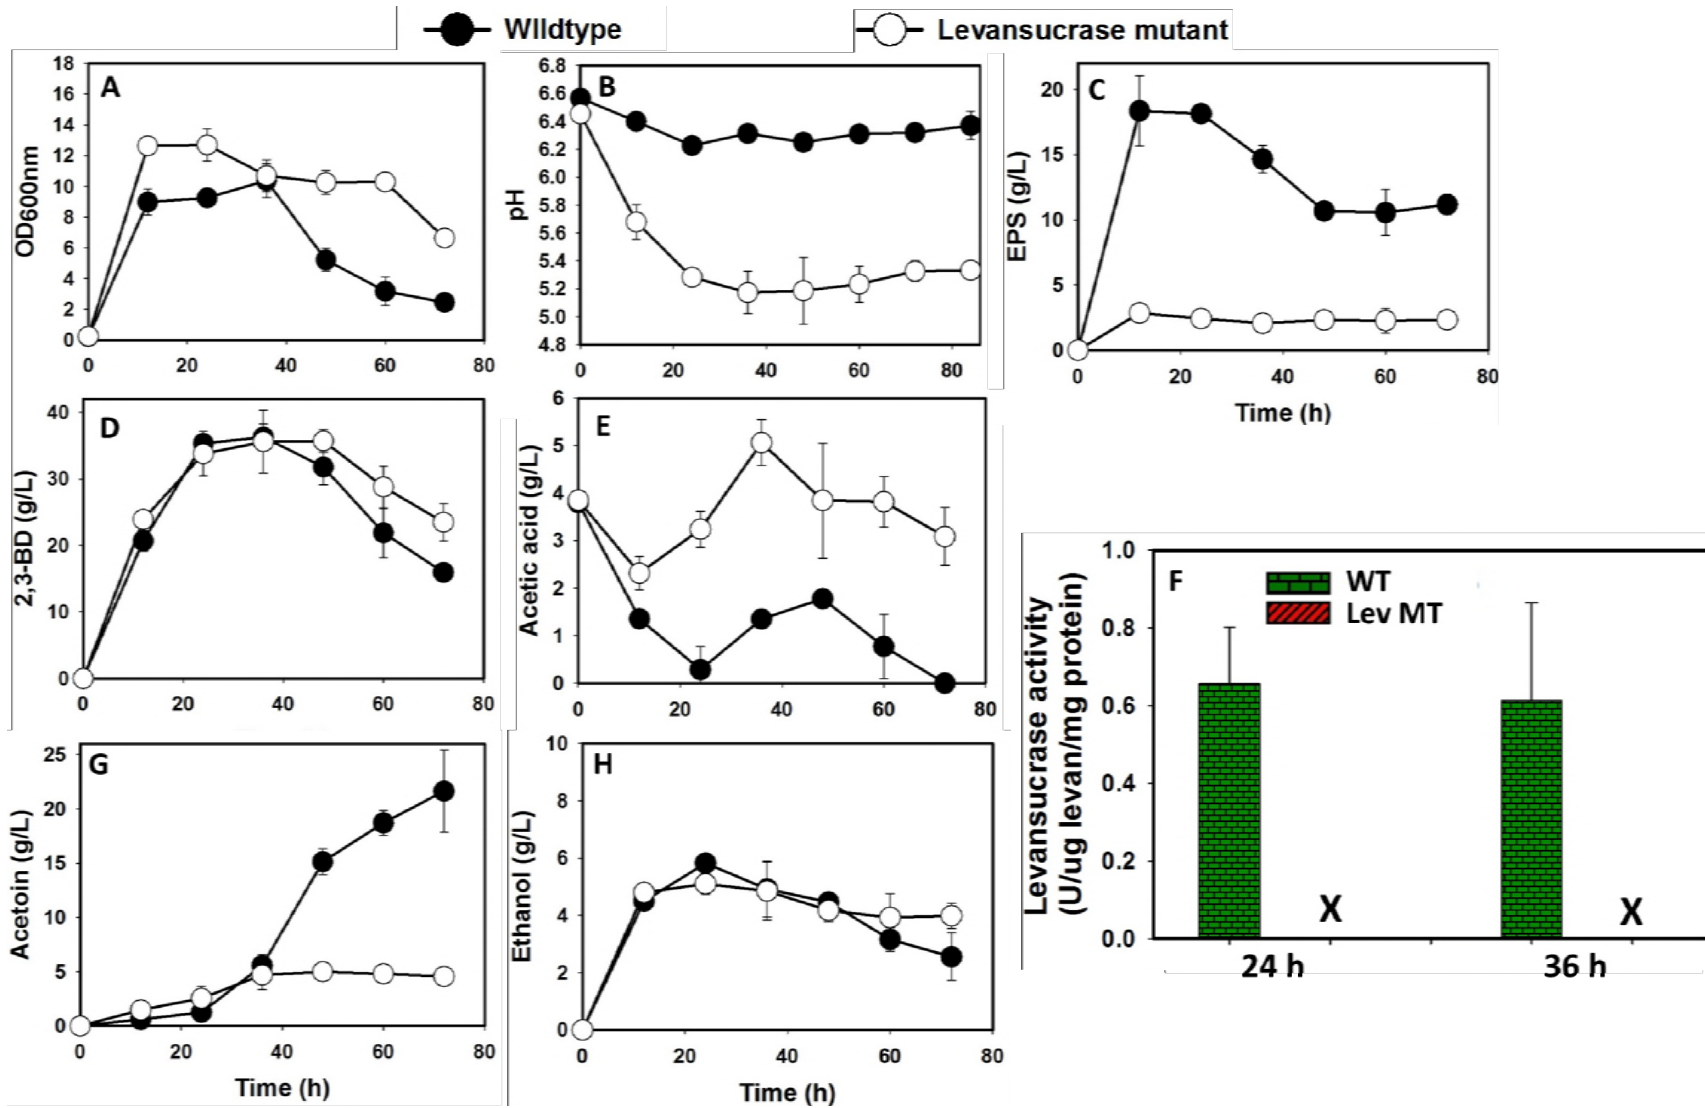 WIldtype
Levansucrase mutant
A
OD600nm
18
16
14
12
10
8
6
4
2
0
0 20 40 60 80
B
pH
6.8
6.6
6.4
6.2
6.0
5.8
5.6
5.4
5.2
5.0
4.8
0 20 40 60 80
C
EPS (g/L)
20
15
10
5
0
0 20 40 60 80
Time (h)
D
2,3-BD (g/L)
40
30
20
10
0
0 20 40 60 80
E
Acetic acid (g/L)
6
5
4
3
2
1
0
0 20 40 60 80
F
WT
Lev MT
Levansucrase activity
(U/ug levan/mg protein)
1.0
0.8
0.6
0.4
0.2
0.0
X
X
24 h 36 h
G
Acetoin (g/L)
25
20
15
10
5
0
0 20 40 60 80
Time (h)
H
Ethanol (g/L)
10
8
6
4
2
0
0 20 40 60 80
Time (h)